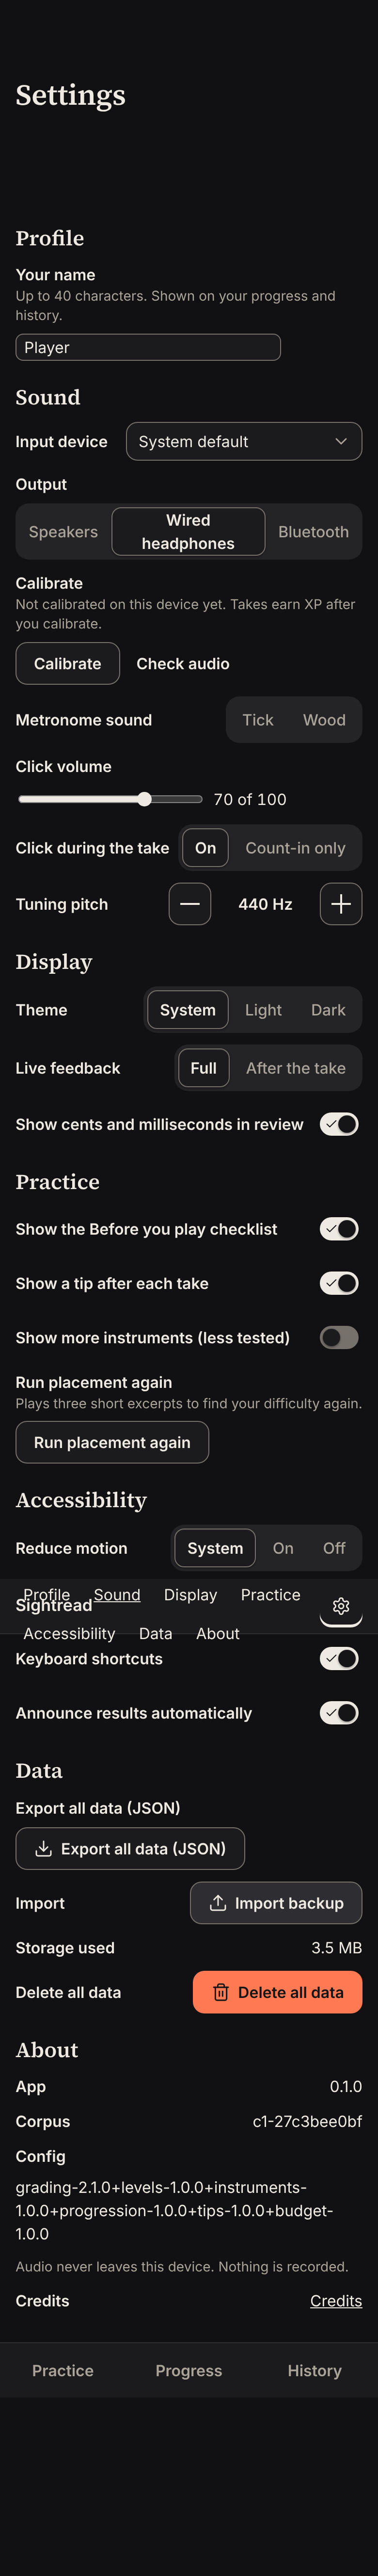 Settings
Profile
Your name
Up to 40 characters. Shown on your progress and
history.
Player
Sound
Input device
System default
Output
Speakers
Wired
headphones
Bluetooth
Calibrate
Not calibrated on this device yet. Takes earn XP after
you calibrate.
Calibrate
Check audio
Metronome sound
Tick
Wood
Click volume
70 of 100
Click during the take
On
Count-in only
Tuning pitch
440 Hz
Display
Theme
System
Light
Dark
Live feedback
Full
After the take
Show cents and milliseconds in review
Practice
Show the Before you play checklist
Show a tip after each take
Show more instruments (less tested)
Run placement again
Plays three short excerpts to find your difficulty again.
Run placement again
Accessibility
Reduce motion
System
On
Off
Profile
Sound
Display
Practice
Sightread
Accessibility
Data
About
Keyboard shortcuts
Announce results automatically
Data
Export all data (JSON)
Export all data (JSON)
Import
Import backup
Storage used
3.5 MB
Delete all data
Delete all data
About
App
0.1.0
Corpus
c1-27c3bee0bf
Config
grading-2.1.0+levels-1.0.0+instruments-
1.0.0+progression-1.0.0+tips-1.0.0+budget-
1.0.0
Audio never leaves this device. Nothing is recorded.
Credits
Credits
Practice
Progress
History